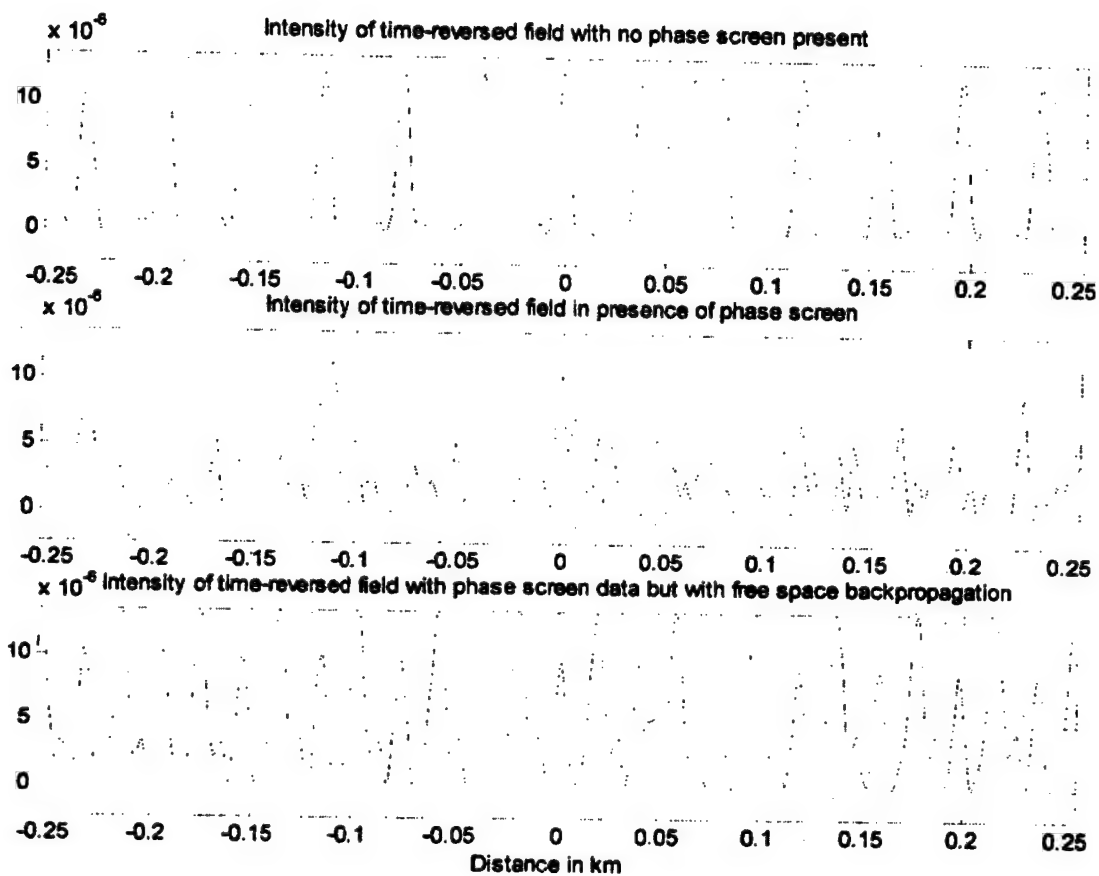 x 10^-6 Intensity of time-reversed field with no phase screen present
10
5
0
-0.25 -0.2 -0.15 -0.1 -0.05 0 0.05 0.1 0.15 0.2 0.25
x 10^-6 Intensity of time-reversed field in presence of phase screen
10
5
0
-0.25 -0.2 -0.15 -0.1 -0.05 0 0.05 0.1 0.15 0.2 0.25
x 10^-6 Intensity of time-reversed field with phase screen data but with free space backpropagation
10
5
0
-0.25 -0.2 -0.15 -0.1 -0.05 0 0.05 0.1 0.15 0.2 0.25
Distance in km